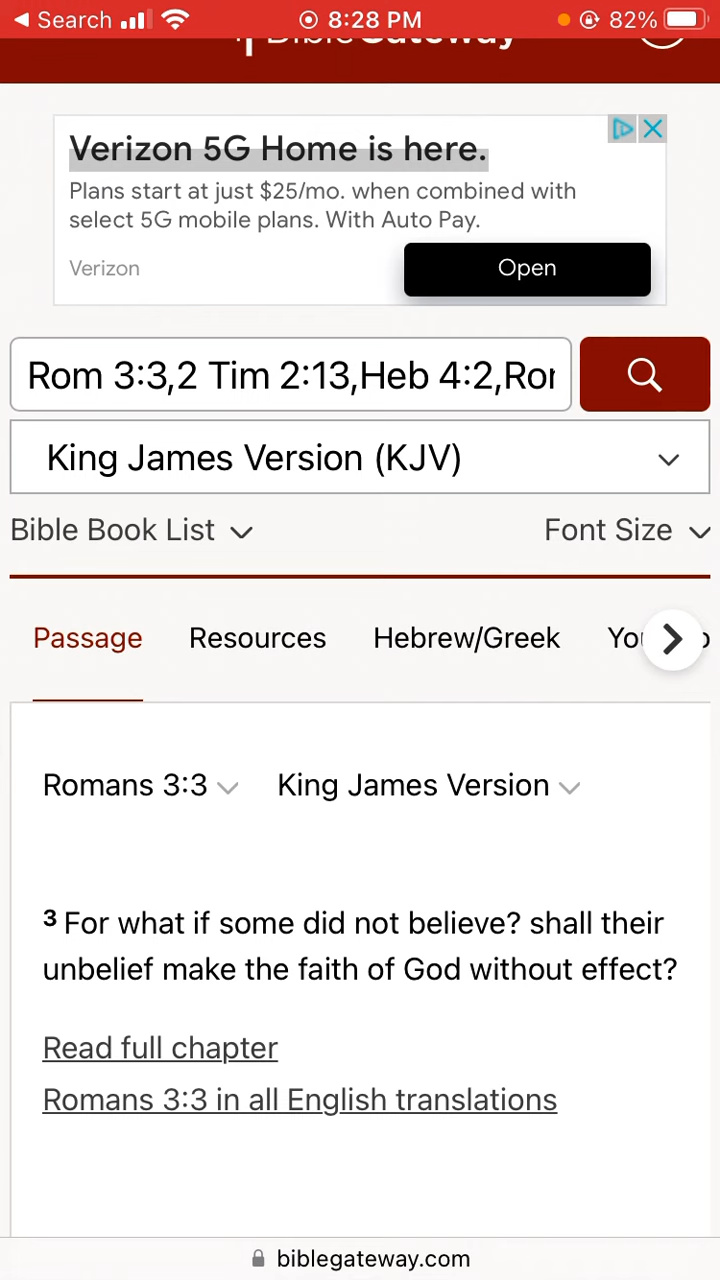 Search 8:28 PM 82%
BibleGateway
Verizon 5G Home is here.
Plans start at just $25/mo. when combined with
select 5G mobile plans. With Auto Pay.
Verizon Open
Rom 3:3,2 Tim 2:13,Heb 4:2,Ror
King James Version (KJV)
Bible Book List Font Size
Passage Resources Hebrew/Greek
Romans 3:3 King James Version
3 For what if some did not believe? shall their
unbelief make the faith of God without effect?
Read full chapter
Romans 3:3 in all English translations
biblegateway.com